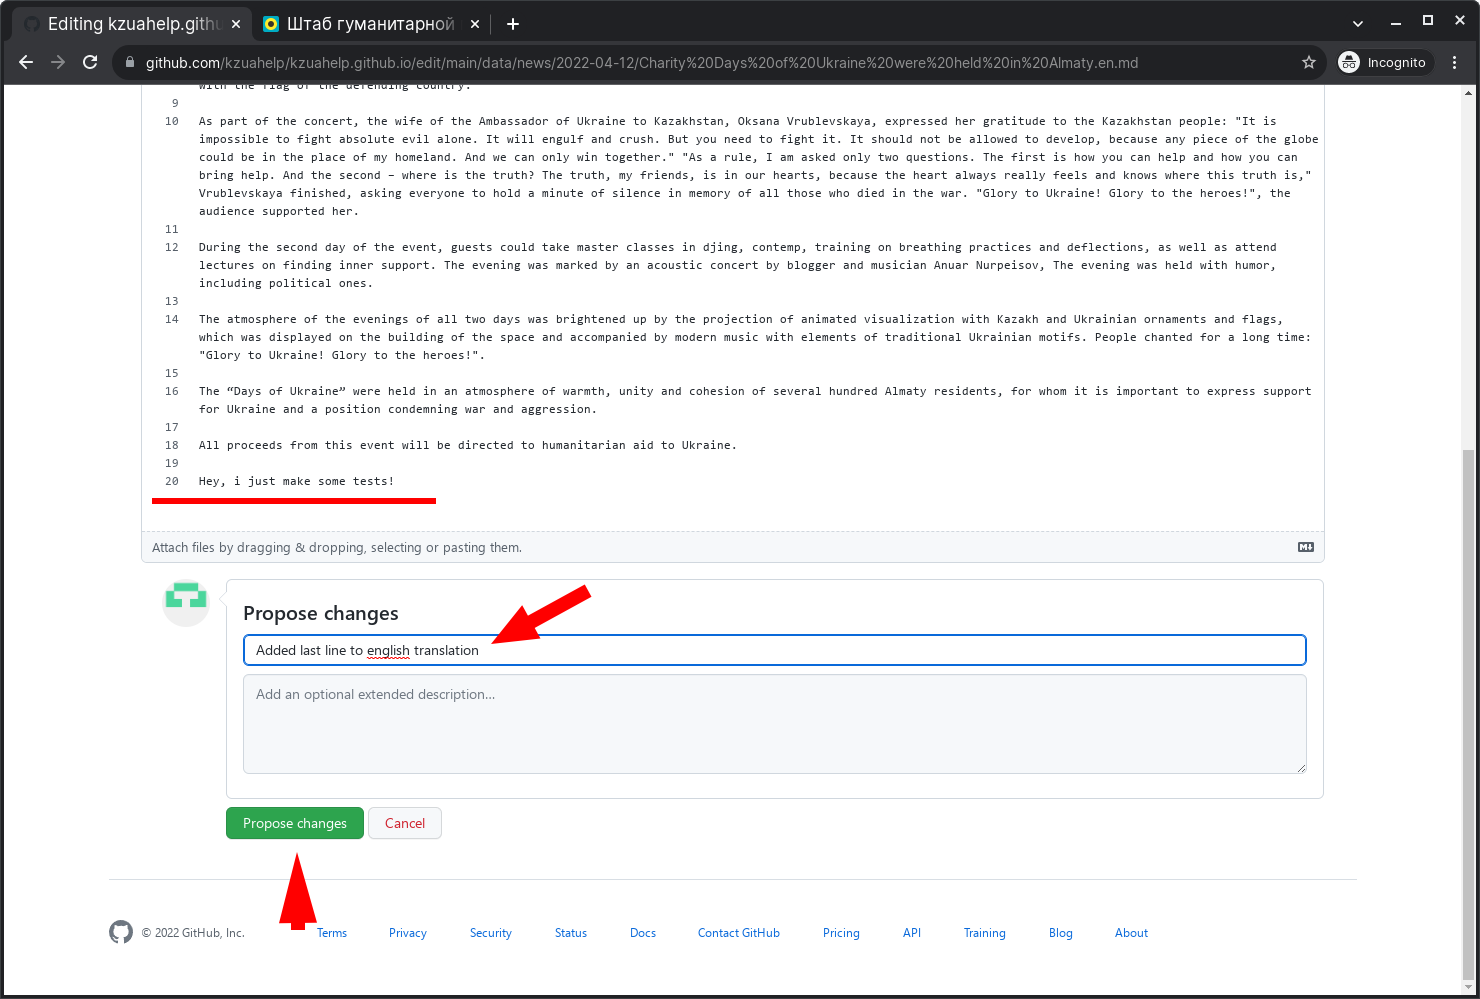 Editing kzuahelp.githu
Штаб гуманитарной
github.com/kzuahelp/kzuahelp.github.io/edit/main/data/news/2022-04-12/Charity%20Days%20of%20Ukraine%20were%20held%20in%20Almaty.en.md
Incognito
with the flag of the defending country.
9
10 As part of the concert, the wife of the Ambassador of Ukraine to Kazakhstan, Oksana Vrublevskaya, expressed her gratitude to the Kazakhstan people: "It is
impossible to fight absolute evil alone. It will engulf and crush. But you need to fight it. It should not be allowed to develop, because any piece of the globe
could be in the place of my homeland. And we can only win together." "As a rule, I am asked only two questions. The first is how you can help and how you can
bring help. And the second – where is the truth? The truth, my friends, is in our hearts, because the heart always really feels and knows where this truth is,"
Vrublevskaya finished, asking everyone to hold a minute of silence in memory of all those who died in the war. "Glory to Ukraine! Glory to the heroes!", the
audience supported her.
11
12 During the second day of the event, guests could take master classes in djing, contemp, training on breathing practices and deflections, as well as attend
lectures on finding inner support. The evening was marked by an acoustic concert by blogger and musician Anuar Nurpeisov, The evening was held with humor,
including political ones.
13
14 The atmosphere of the evenings of all two days was brightened up by the projection of animated visualization with Kazakh and Ukrainian ornaments and flags,
which was displayed on the building of the space and accompanied by modern music with elements of traditional Ukrainian motifs. People chanted for a long time:
"Glory to Ukraine! Glory to the heroes!".
15
16 The “Days of Ukraine” were held in an atmosphere of warmth, unity and cohesion of several hundred Almaty residents, for whom it is important to express support
for Ukraine and a position condemning war and aggression.
17
18 All proceeds from this event will be directed to humanitarian aid to Ukraine.
19
20 Hey, i just make some tests!
Attach files by dragging & dropping, selecting or pasting them.
Propose changes
Added last line to english translation
Add an optional extended description...
Propose changes Cancel
© 2022 GitHub, Inc. Terms Privacy Security Status Docs Contact GitHub Pricing API Training Blog About